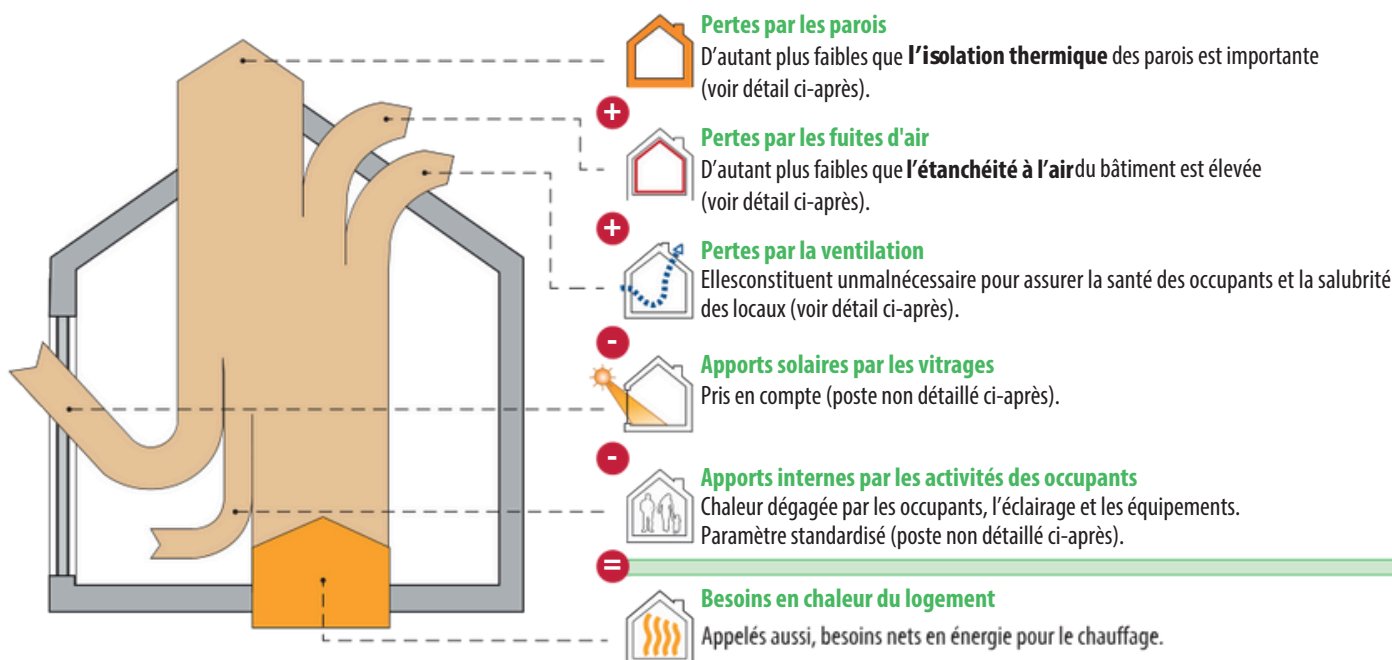 Pertes par les parois
D'autant plus faibles que l'isolation thermique des parois est importante
(voir détail ci-après).
+
Pertes par les fuites d'air
D'autant plus faibles que l'étanchéité à l'airdu bâtiment est élevée
(voir détail ci-après).
+
Pertes par la ventilation
Ellesconstituent unmalnécessaire pour assurer la santé des occupants et la salubrité
des locaux (voir détail ci-après).
-
Apports solaires par les vitrages
Pris en compte (poste non détaillé ci-après).
-
Apports internes par les activités des occupants
Chaleur dégagée par les occupants, l'éclairage et les équipements.
Paramètre standardisé (poste non détaillé ci-après).
=
Besoins en chaleur du logement
Appelés aussi, besoins nets en énergie pour le chauffage.